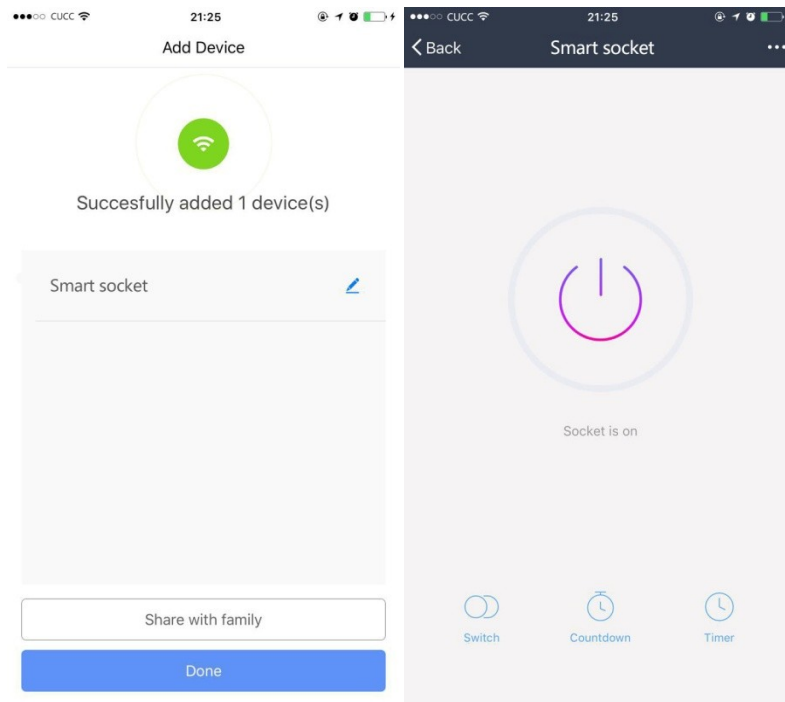 CUCC 21:25
Add Device
Succesfully added 1 device(s)
Smart socket
Share with family
Done
CUCC 21:25
Back Smart socket
Socket is on
Switch Countdown Timer